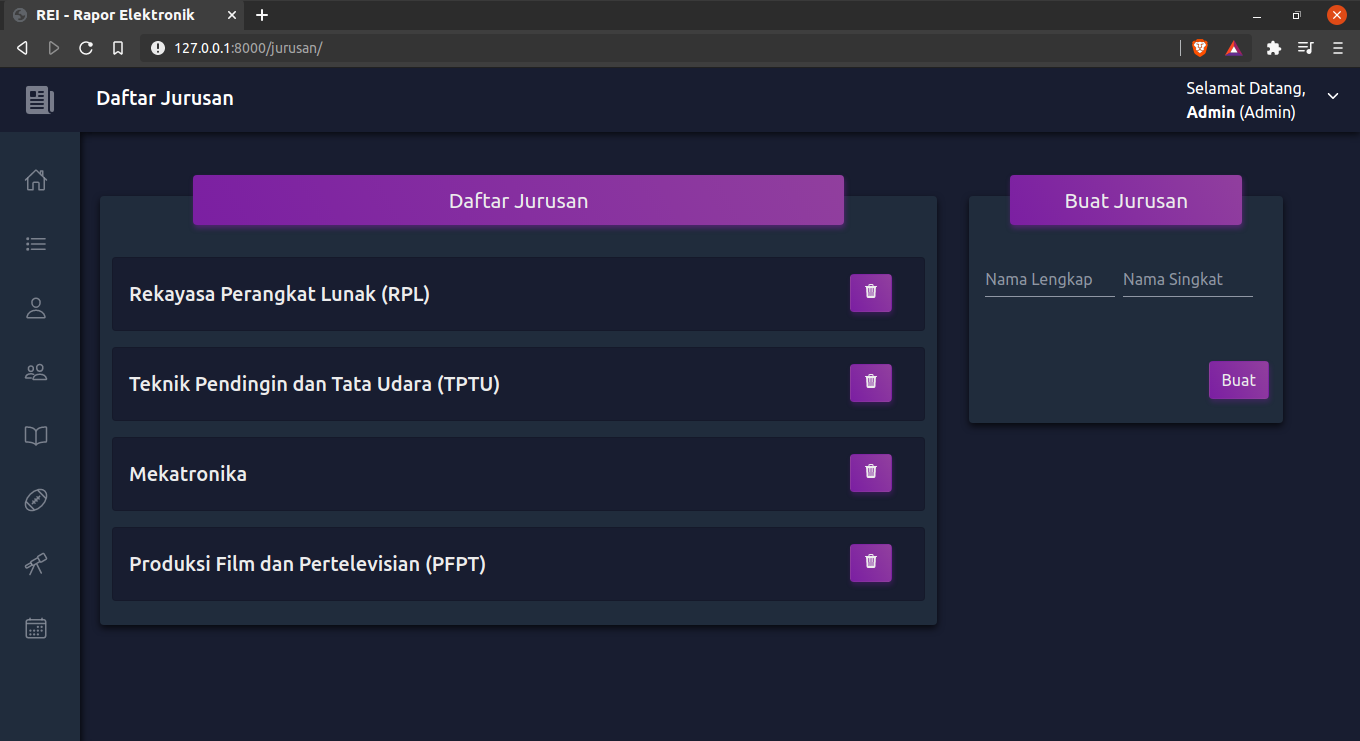 REI - Rapor Elektronik
127.0.0.1:8000/jurusan/
Daftar Jurusan
Selamat Datang,
Admin (Admin)
Daftar Jurusan
Rekayasa Perangkat Lunak (RPL)
Teknik Pendingin dan Tata Udara (TPTU)
Mekatronika
Produksi Film dan Pertelevisian (PFPT)
Buat Jurusan
Nama Lengkap Nama Singkat
Buat